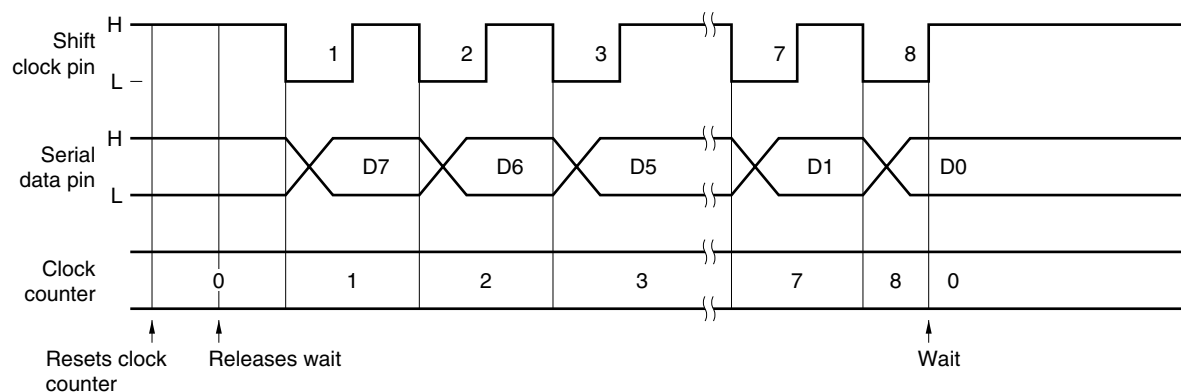 H
Shift
clock pin
1 2 3 7 8
L
H
Serial
data pin
D7 D6 D5 D1 D0
L
Clock
counter
0 1 2 3 7 8 0
Resets clock
counter
Releases wait
Wait